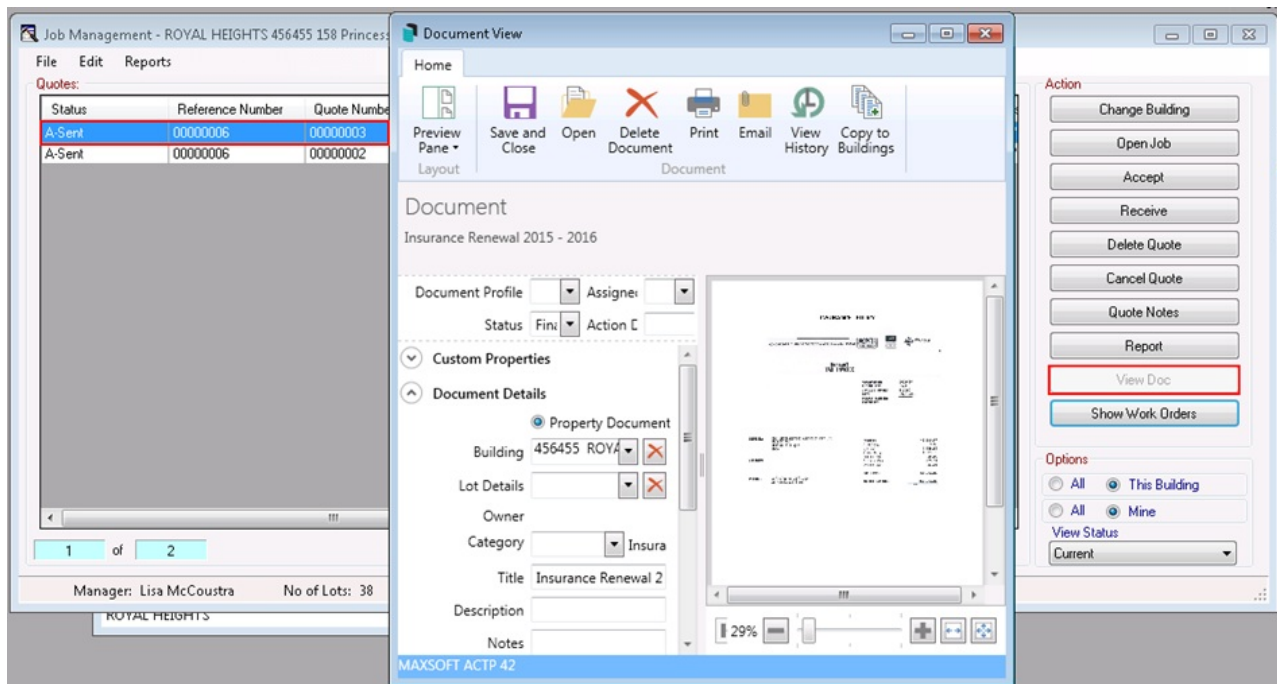 Job Management - ROYAL HEIGHTS 456455 158 Princess
File Edit Reports
Quotes:
Status Reference Number Quote Numbe
A-Sent 00000006 00000003
A-Sent 00000006 00000002
1 of 2
Manager: Lisa McCoustra No of Lots: 38
ROYAL HEIGHTS
Document View
Home
Preview Pane
Save and Close
Open
Delete Document
Print
Email
View History
Copy to Buildings
Layout
Document
Document
Insurance Renewal 2015 - 2016
Document Profile Assigne
Status Fina Action D
Custom Properties
Document Details
Property Document
Building 456455 ROYA
Lot Details
Owner
Category Insura
Title Insurance Renewal 2
Description
Notes
29%
MAXSOFT ACTP 42
Action
Change Building
Open Job
Accept
Receive
Delete Quote
Cancel Quote
Quote Notes
Report
View Doc
Show Work Orders
Options
All This Building
All Mine
View Status
Current